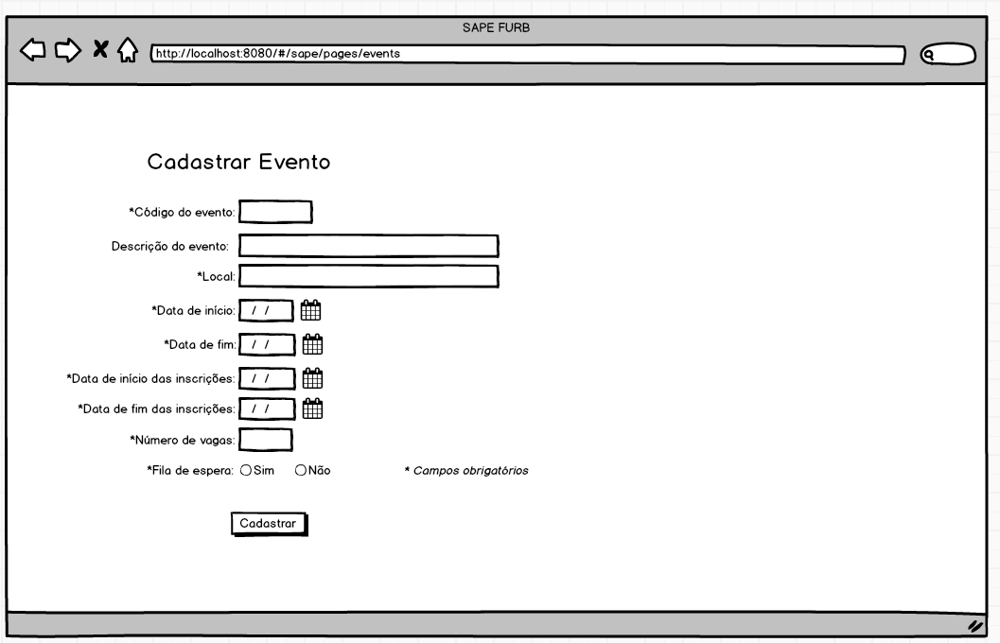 SAPE FURB
http://localhost:8080/#/sape/pages/events
Cadastrar Evento
*Código do evento:
Descrição do evento:
*Local:
*Data de início: / /
*Data de fim: / /
*Data de início das inscrições: / /
*Data de fim das inscrições: / /
*Número de vagas:
*Fila de espera: Sim Não * Campos obrigatórios
Cadastrar